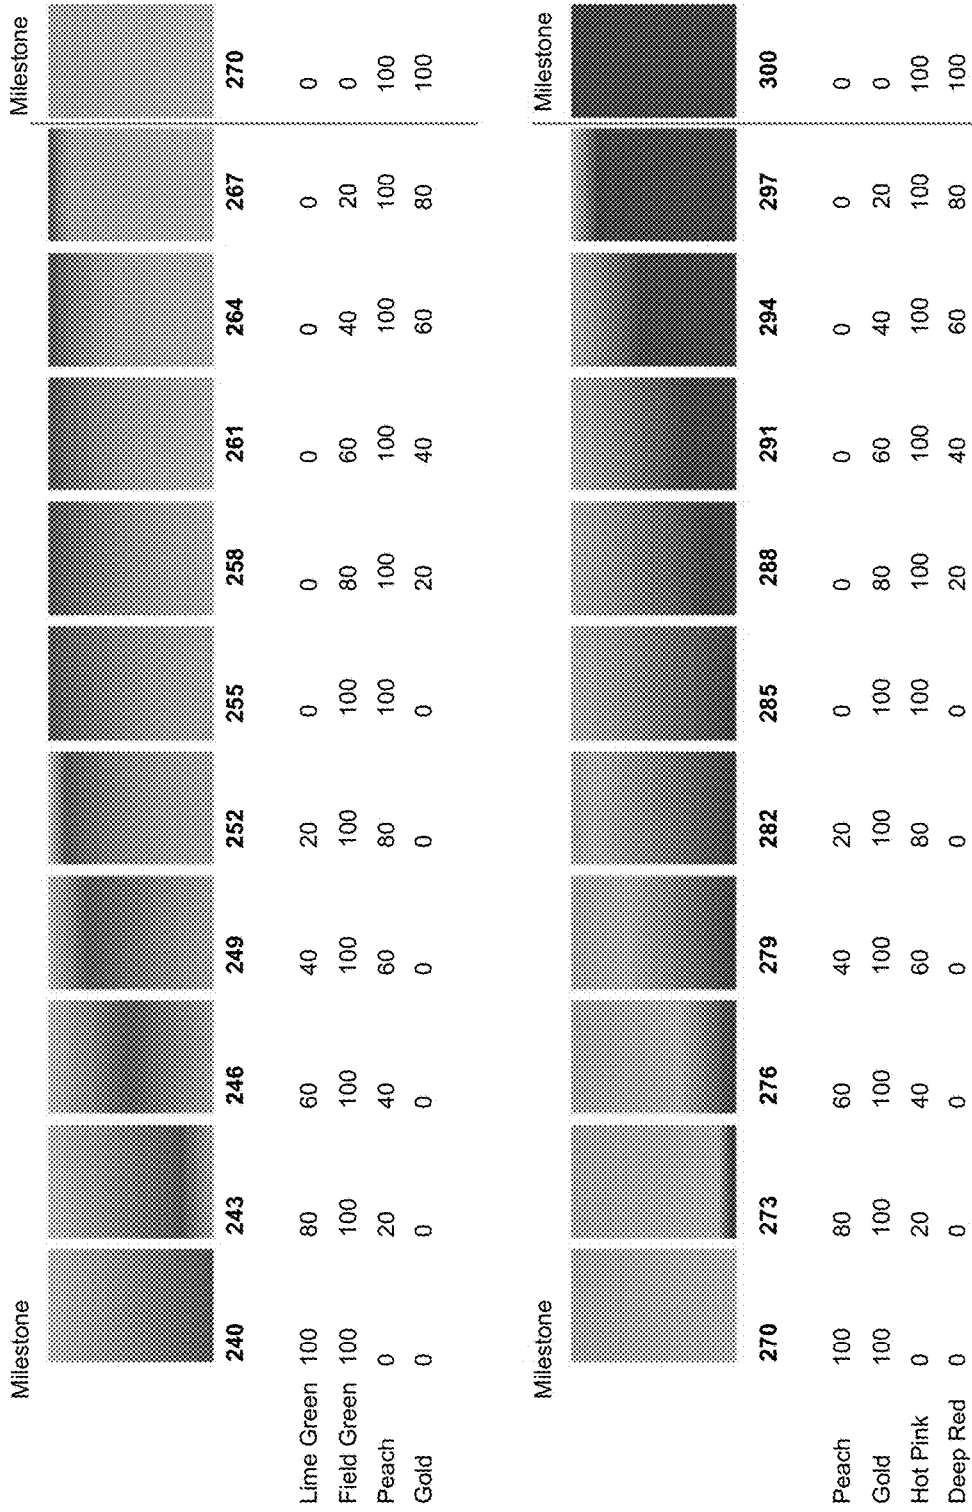 Milestone Milestone
240 243 246 249 252 255 258 261 264 267 270
Lime Green 100 80 60 40 20 0 0 0 0 0 0
Field Green 100 100 100 100 100 100 80 60 40 20 0
Peach 0 20 40 60 80 100 100 100 100 100 100
Gold 0 0 0 0 0 0 20 40 60 80 100
Milestone Milestone
270 273 276 279 282 285 288 291 294 297 300
Peach 100 80 60 40 20 0 0 0 0 0 0
Gold 100 100 100 100 100 100 80 60 40 20 0
Hot Pink 0 20 40 60 80 100 100 100 100 100 100
Deep Red 0 0 0 0 0 0 20 40 60 80 100